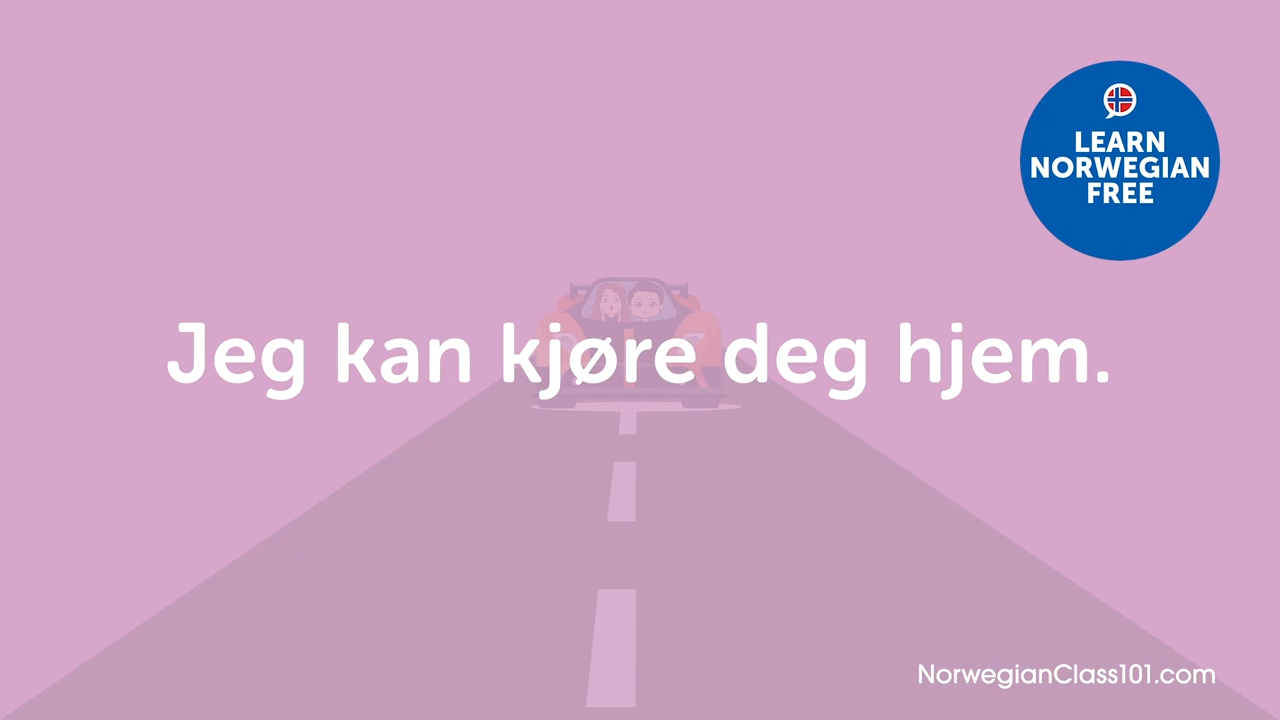 LEARN
NORWEGIAN
FREE
Jeg kan kjøre deg hjem.
NorwegianClass101.com